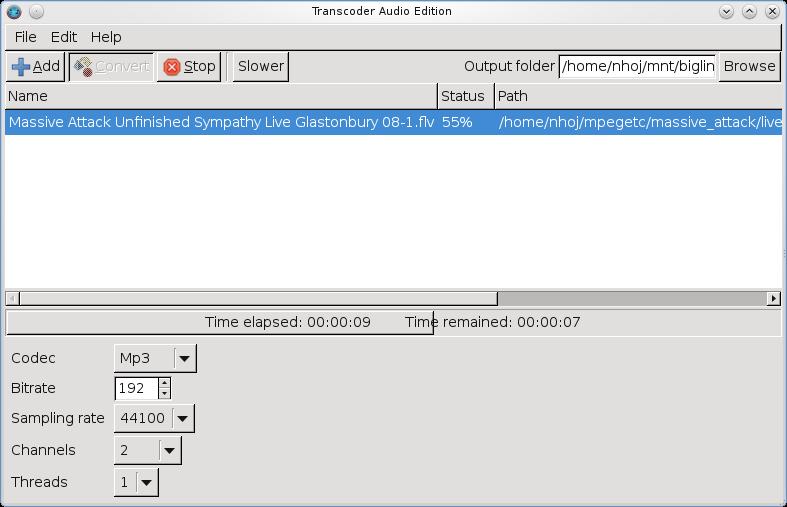 Transcoder Audio Edition
File Edit Help
Add Convert Stop Slower Output folder /home/nhoj/mnt/biglin Browse
Name Status Path
Massive Attack Unfinished Sympathy Live Glastonbury 08-1.flv 55% /home/nhoj/mpegetc/massive_attack/live
Time elapsed: 00:00:09 Time remained: 00:00:07
Codec Mp3
Bitrate 192
Sampling rate 44100
Channels 2
Threads 1